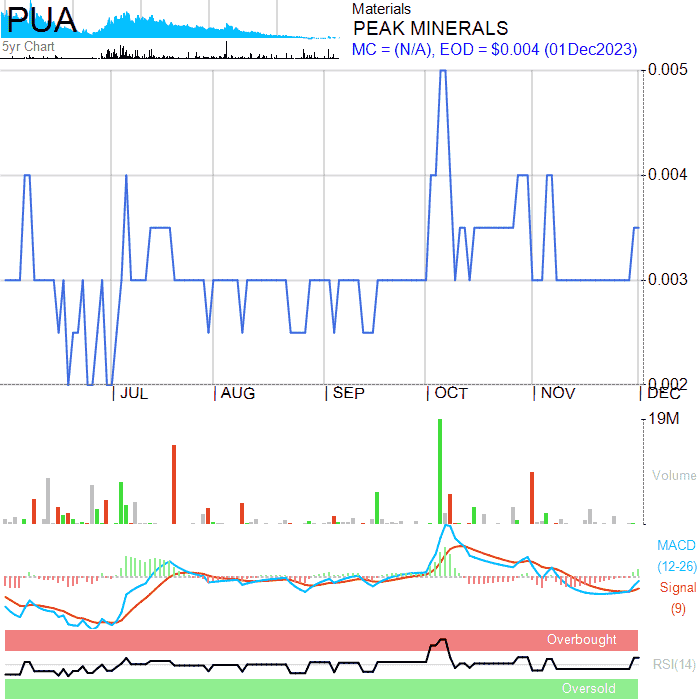 PUA
5yr Chart
Materials
PEAK MINERALS
MC = (N/A), EOD = $0.004 (01Dec2023)
0.005
0.004
0.003
0.002
JUL AUG SEP OCT NOV DEC
19M
Volume
MACD
(12-26)
Signal
(9)
Overbought
RSI(14)
Oversold